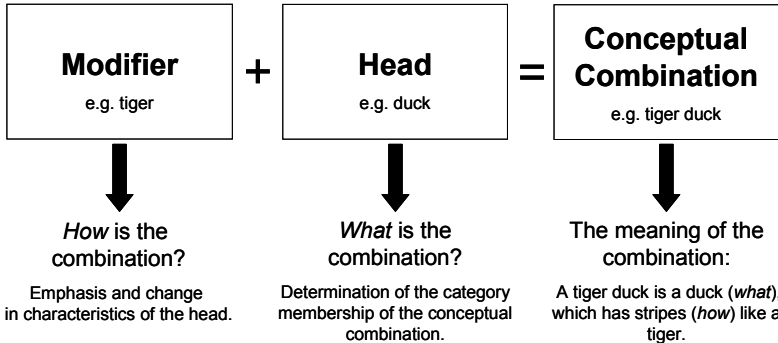 Modifier
e.g. tiger
+
Head
e.g. duck
=
Conceptual
Combination
e.g. tiger duck
How is the
combination?
Emphasis and change
in characteristics of the head.
What is the
combination?
Determination of the category
membership of the conceptual
combination.
The meaning of the
combination:
A tiger duck is a duck (what),
which has stripes (how) like a
tiger.